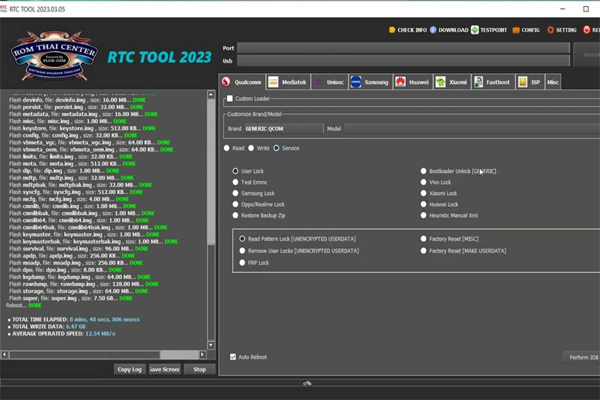 RTC TOOL 2023.03.05
CHECK INFO
DOWNLOAD
TESTPOINT
CONFIG
SETTING
ROM THAI CENTER
RTC TOOL 2023
Port
Usb
Qualcomm
Mediatek
Unisoc
Samsung
Huawei
Xiaomi
Fastboot
ISP
Misc
Custom Loader
Customize Brand/Model
Brand GENERIC QCOM Model
Read Write Service
User Lock
Test Emmc
Samsung Lock
Oppo/Realme Lock
Restore Backup Zip
Bootloader Unlock [GENERIC]
Vivo Lock
Xiaomi Lock
Huawei Lock
Heuristic Manual Xml
Read Pattern Lock [UNENCRYPTED USERDATA]
Remove User Locks [UNENCRYPTED USERDATA]
FRP Lock
Factory Reset [MISC]
Factory Reset [MAKE USERDATA]
Flash devinfo, file: devinfo.img , size: 16.00 MB... DONE
Flash persist, file: persist.img , size: 32.00 MB... DONE
Flash metadata, file: metadata.img , size: 16.00 MB... DONE
Flash misc, file: misc.img , size: 1.00 MB... DONE
Flash keystore, file: keystore.img , size: 512.00 KB... DONE
Flash config, file: config.img , size: 32.00 MB... DONE
Flash vbmeta_vgc, file: vbmeta_vgc.img , size: 64.00 MB... DONE
Flash vbmeta_oem, file: vbmeta_oem.img , size: 64.00 MB... DONE
Flash limits, file: limits.img , size: 32.00 MB... DONE
Flash mota, file: mota.img , size: 512.00 KB... DONE
Flash dip, file: dip.img , size: 1.00 MB... DONE
Flash mdtp, file: mdtp.img , size: 32.00 MB... DONE
Flash mdtpbak, file: mdtpbak.img , size: 32.00 MB... DONE
Flash syscfg, file: syscfg.img , size: 512.00 KB... DONE
Flash mcfg, file: mcfg.img , size: 4.00 MB... DONE
Flash cmnlib, file: cmnlib.img , size: 1.00 MB... DONE
Flash cmnlibbak, file: cmnlibbak.img , size: 1.00 MB... DONE
Flash cmnlib64, file: cmnlib64.img , size: 1.00 MB... DONE
Flash cmnlib64bak, file: cmnlib64bak.img , size: 1.00 MB... DONE
Flash keymaster, file: keymaster.img , size: 1.00 MB... DONE
Flash keymasterbak, file: keymasterbak.img , size: 1.00 MB... DONE
Flash survival, file: survival.img , size: 96.00 MB... DONE
Flash apdp, file: apdp.img , size: 256.00 KB... DONE
Flash msadp, file: msadp.img , size: 256.00 KB... DONE
Flash dpo, file: dpo.img , size: 8.00 KB... DONE
Flash logdump, file: logdump.img , size: 64.00 MB... DONE
Flash rawdump, file: rawdump.img , size: 128.00 MB... DONE
Flash storage, file: storage.img , size: 64.00 MB... DONE
Flash super, file: super.img , size: 7.50 GB... DONE
Reboot... DONE
TOTAL TIME ELAPSED: 8 mins, 48 secs, 806 msecs
TOTAL WRITE DATA: 6.47 GB
AVERAGE OPERATED SPEED: 12.54 MB/s
Copy Log
Save Screen
Stop
Auto Reboot
Perform JOB
0%